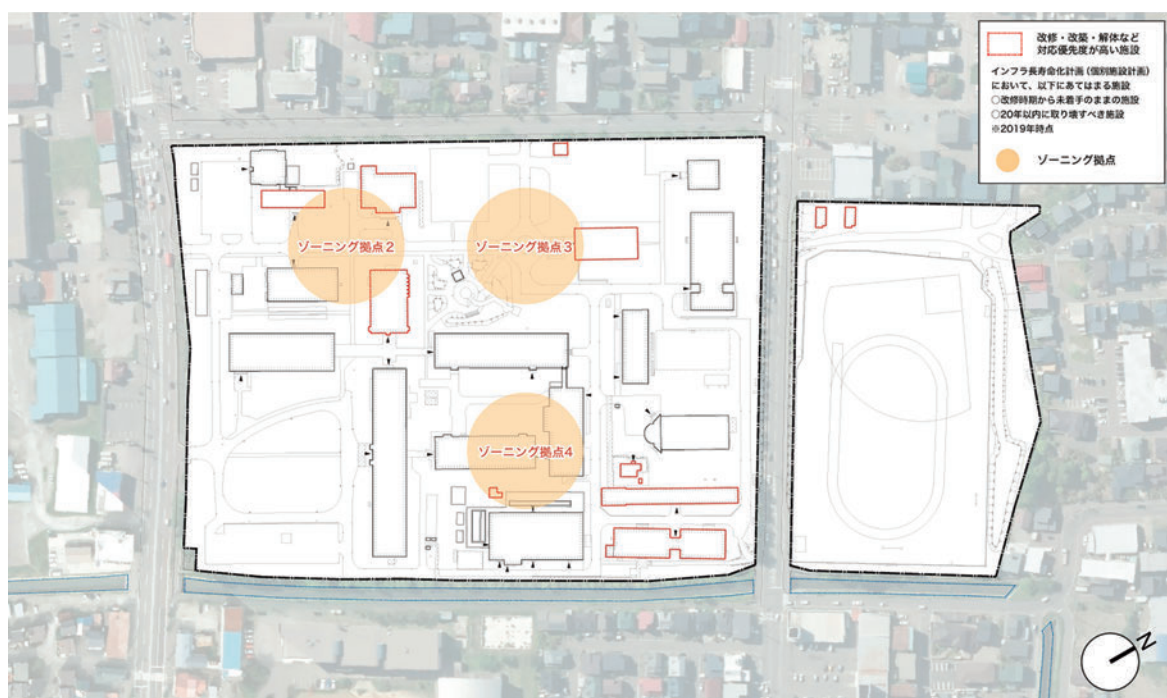 改修・改築・解体など
対応優先度が高い施設
インフラ長寿命化計画（個別施設計画）
において、以下にあてはまる施設
○改修時期から未着手のままの施設
○20年以内に取り壊すべき施設
※2019年時点
ゾーニング拠点
ゾーニング拠点2
ゾーニング拠点3
ゾーニング拠点4
N